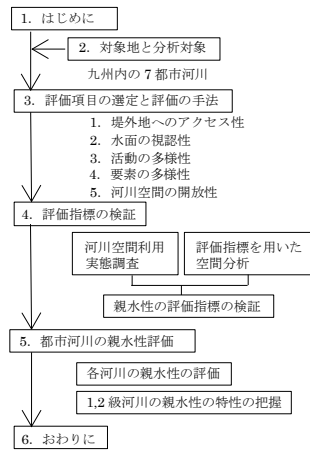 1. はじめに
2. 対象地と分析対象
九州内の 7 都市河川
3. 評価項目の選定と評価の手法
1. 堤外地へのアクセス性
2. 水面の視認性
3. 活動の多様性
4. 要素の多様性
5. 河川空間の開放性
4. 評価指標の検証
河川空間利用
実態調査
評価指標を用いた
空間分析
親水性の評価指標の検証
5. 都市河川の親水性評価
各河川の親水性の評価
1,2 級河川の親水性の特性の把握
6. おわりに